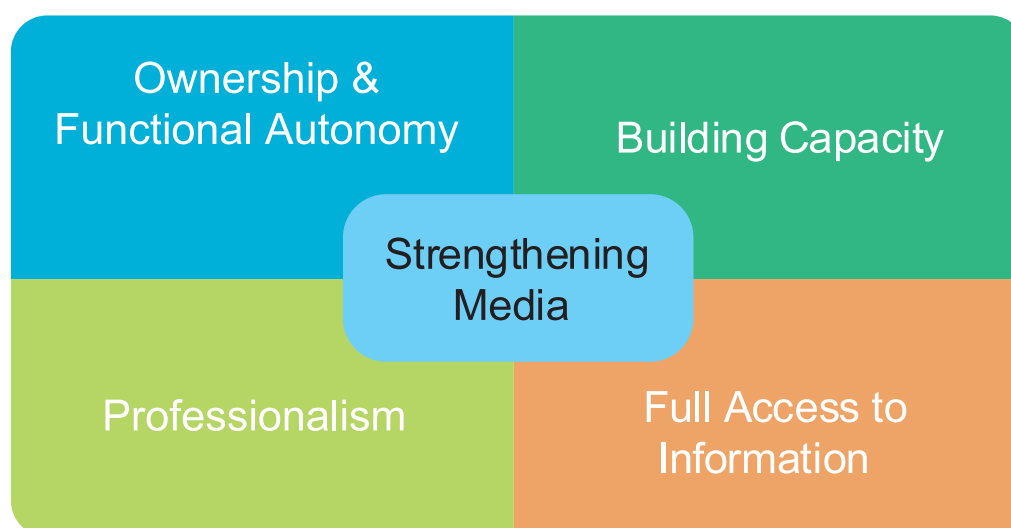 Ownership &
Functional Autonomy
Building Capacity
Strengthening
Media
Professionalism
Full Access to
Information